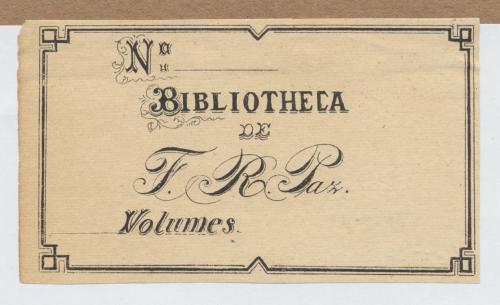 Nº
BIBLIOTHECA
DE
F. R. Paz.
Volumes.